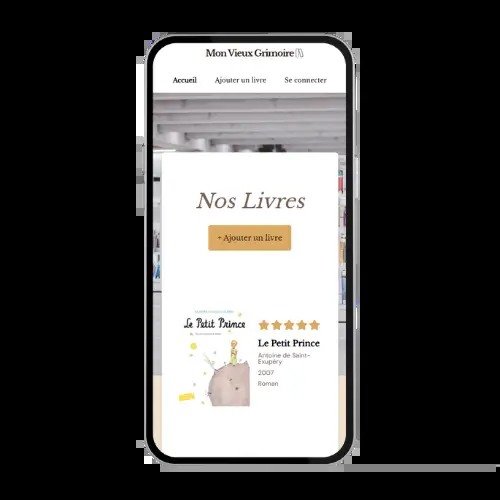 Mon Vieux Grimoire
Accueil Ajouter un livre Se connecter
Nos Livres
+ Ajouter un livre
Le Petit Prince
Le Petit Prince
Antoine de Saint-
Exupéry
2007
Roman